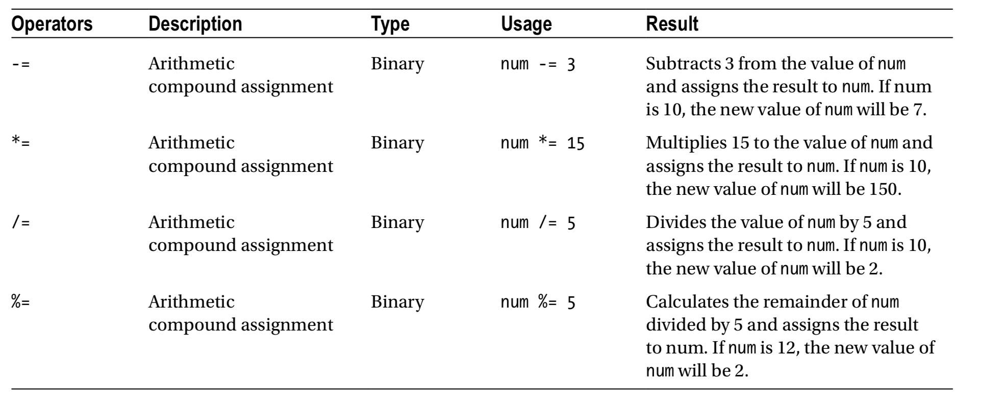 Operators Description Type Usage Result
-= Arithmetic Binary num -= 3 Subtracts 3 from the value of num
compound assignment and assigns the result to num. If num
is 10, the new value of num will be 7.
*= Arithmetic Binary num *= 15 Multiplies 15 to the value of num and
compound assignment assigns the result to num. If num is 10,
the new value of num will be 150.
/= Arithmetic Binary num /= 5 Divides the value of num by 5 and
compound assignment assigns the result to num. If num is 10,
the new value of num will be 2.
%= Arithmetic Binary num %= 5 Calculates the remainder of num
compound assignment divided by 5 and assigns the result
to num. If num is 12, the new value of
num will be 2.